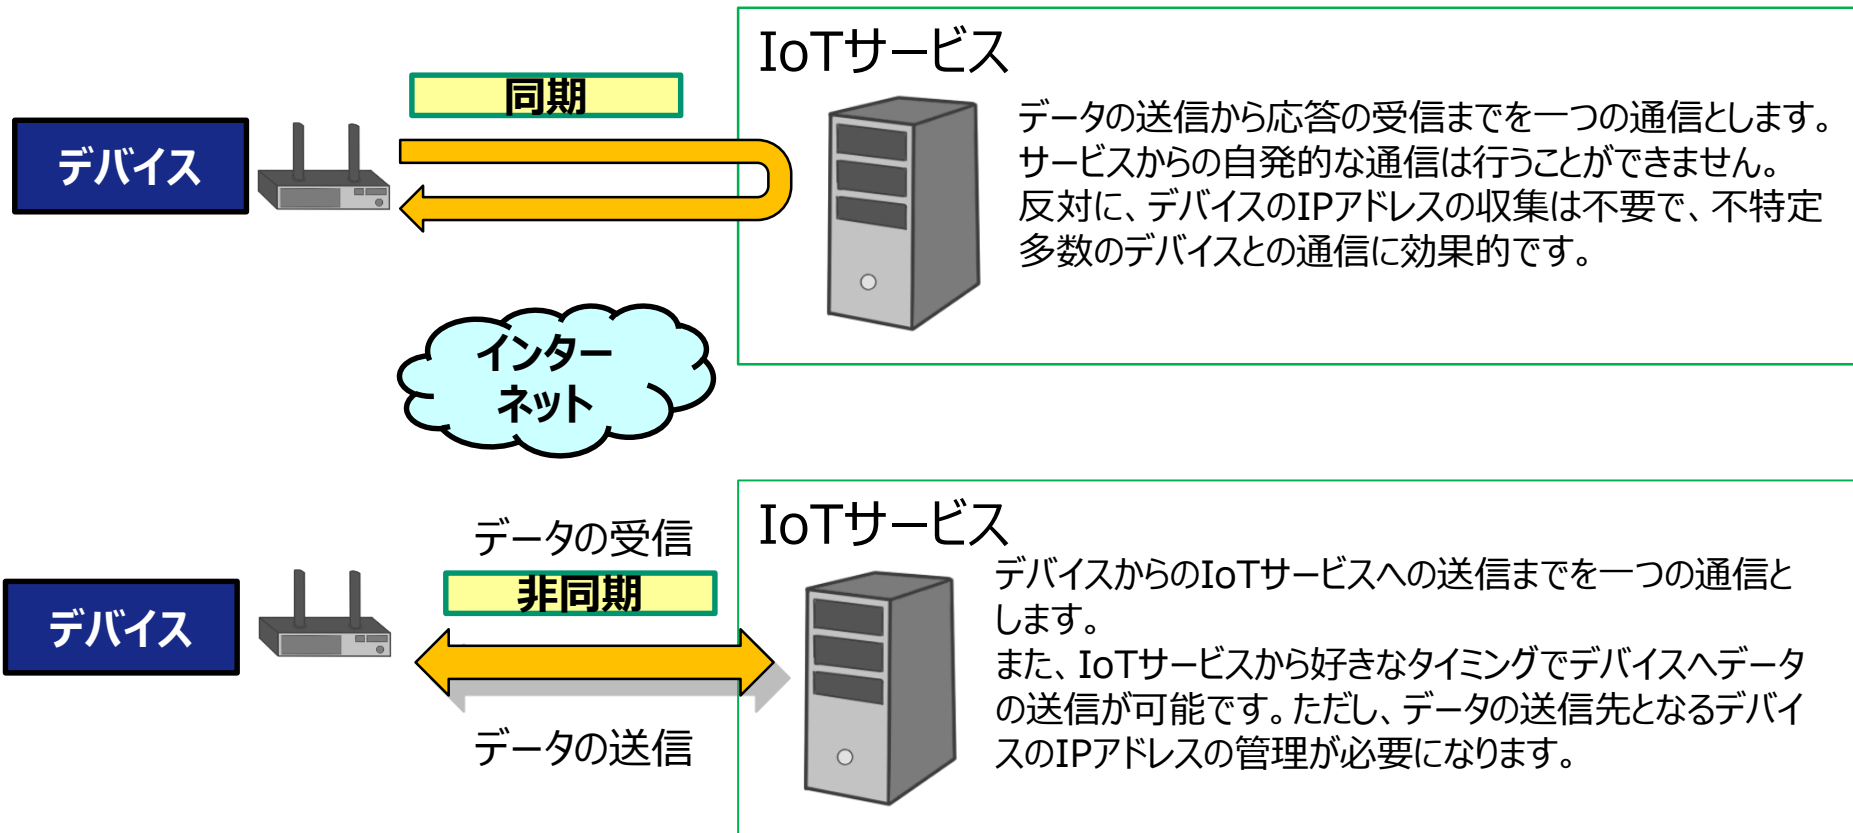 IoTサービス
同期
デバイス
データの送信から応答の受信までを一つの通信とします。
サービスからの自発的な通信は行うことができません。
反対に、デバイスのIPアドレスの収集は不要で、不特定
多数のデバイスとの通信に効果的です。
インター
ネット
IoTサービス
データの受信
非同期
デバイス
データの送信
デバイスからのIoTサービスへの送信までを一つの通信と
します。
また、IoTサービスから好きなタイミングでデバイスへデータ
の送信が可能です。ただし、データの送信先となるデバイ
スのIPアドレスの管理が必要になります。